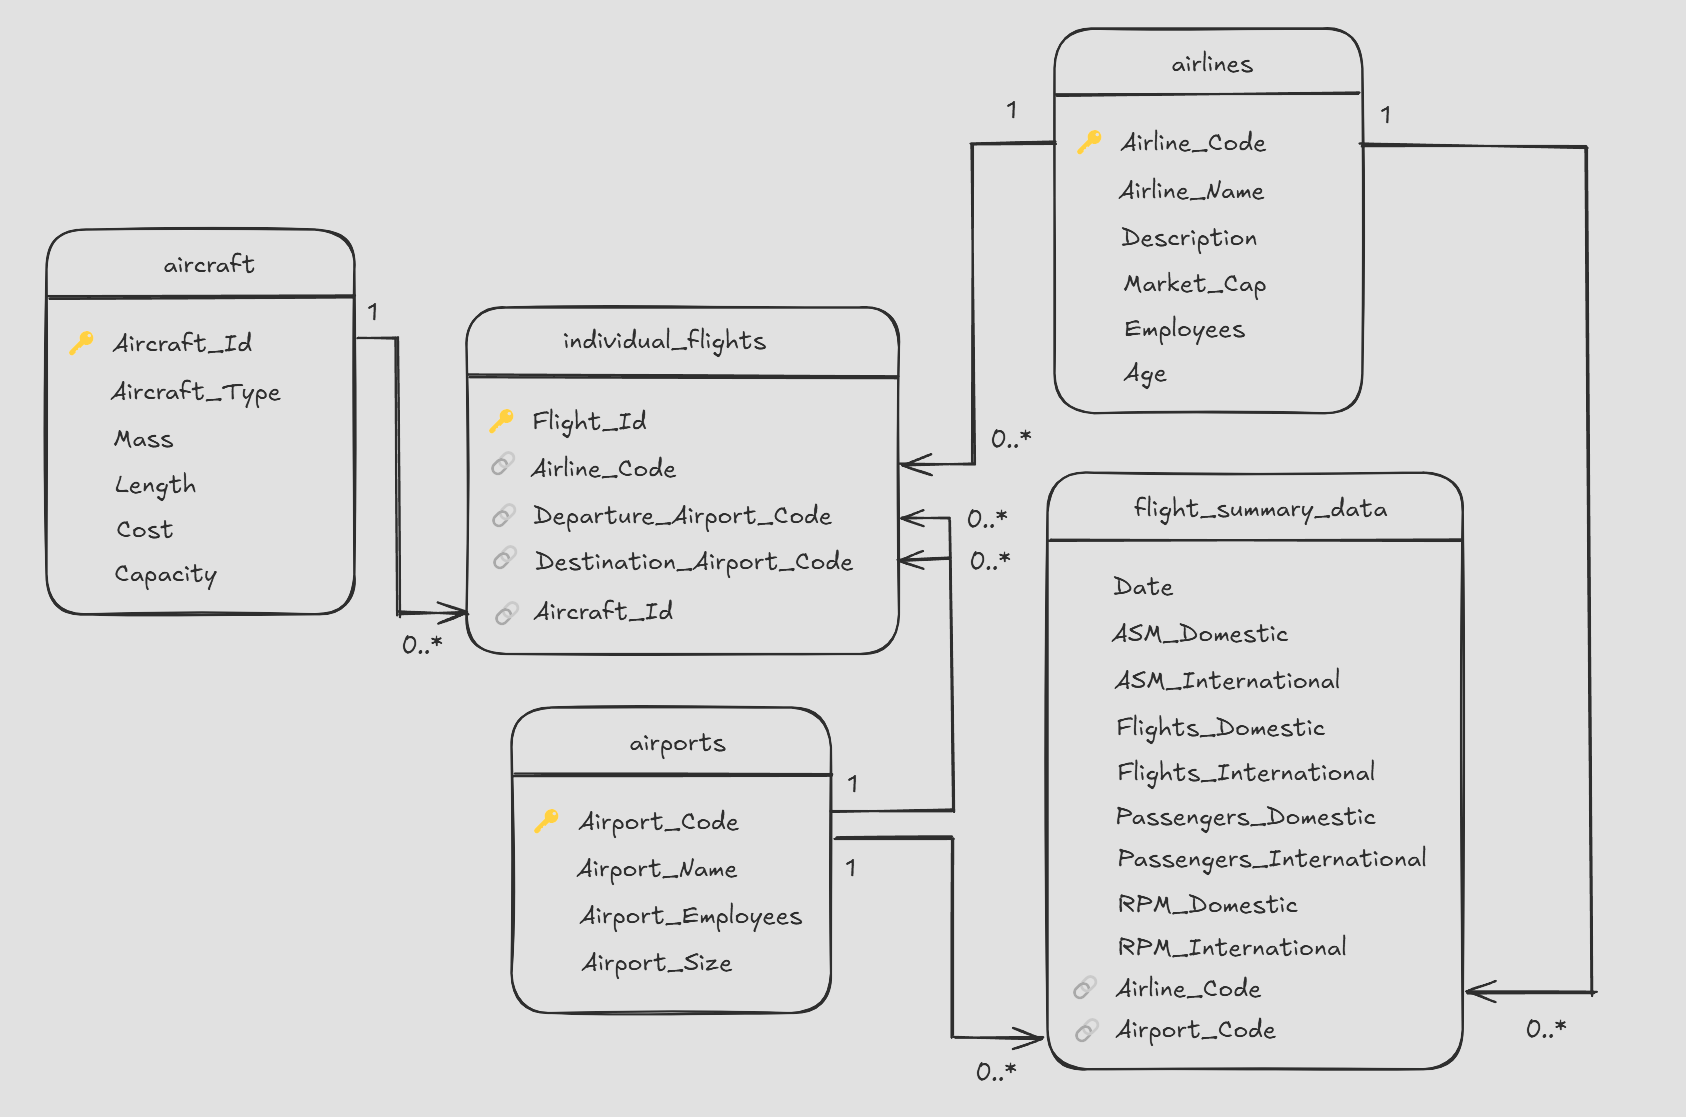 airlines
1
1
Airline_Code
Airline_Name
Description
Market_Cap
Employees
Age
aircraft
1
Aircraft_Id
Aircraft_Type
Mass
Length
Cost
Capacity
0..*
individual_flights
Flight_Id
Airline_Code
Departure_Airport_Code
Destination_Airport_Code
Aircraft_Id
0..*
0..*
0..*
flight_summary_data
Date
ASM_Domestic
ASM_International
Flights_Domestic
Flights_International
Passengers_Domestic
Passengers_International
RPM_Domestic
RPM_International
Airline_Code
Airport_Code
0..*
airports
1
Airport_Code
1
Airport_Name
Airport_Employees
Airport_Size
0..*